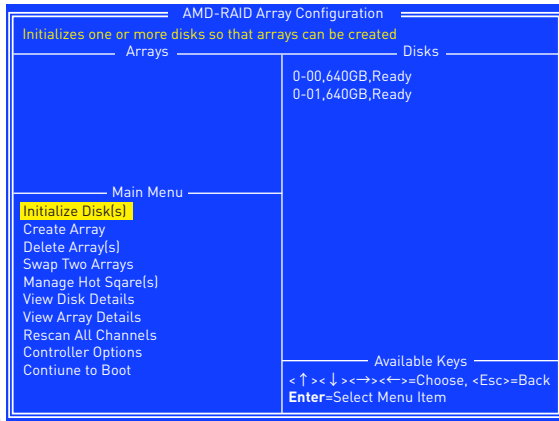 AMD-RAID Array Configuration
Initializes one or more disks so that arrays can be created
Arrays
Disks
0-00,640GB,Ready
0-01,640GB,Ready
Main Menu
Initialize Disk(s)
Create Array
Delete Array(s)
Swap Two Arrays
Manage Hot Sqare(s)
View Disk Details
View Array Details
Rescan All Channels
Controller Options
Contiune to Boot
Available Keys
<↑><↓><→><←>=Choose, <Esc>=Back
Enter=Select Menu Item